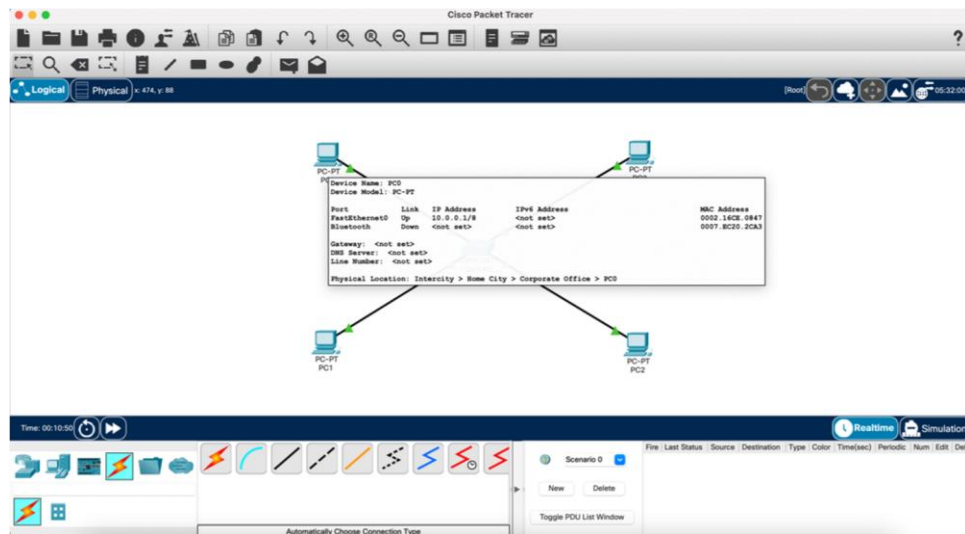 Cisco Packet Tracer
?
Logical Physical x: 474, y: 88 [Root] 05:32:00
PC-PT
PC-PT
Device Name: PC0
Device Model: PC-PT
Port Link IP Address IPv6 Address MAC Address
FastEthernet0 Up 10.0.0.1/8 <not set> 0002.16CE.0847
Bluetooth Down <not set> <not set> 0007.EC20.2CA3
Gateway: <not set>
DNS Server: <not set>
Line Number: <not set>
Physical Location: Intercity > Home City > Corporate Office > PC0
PC-PT
PC1
PC-PT
PC2
Time: 00:10:50 Realtime Simulation
Fire Last Status Source Destination Type Color Time(sec) Periodic Num Edit
Scenario 0
New Delete
Toggle PDU List Window
Automatically Choose Connection Type